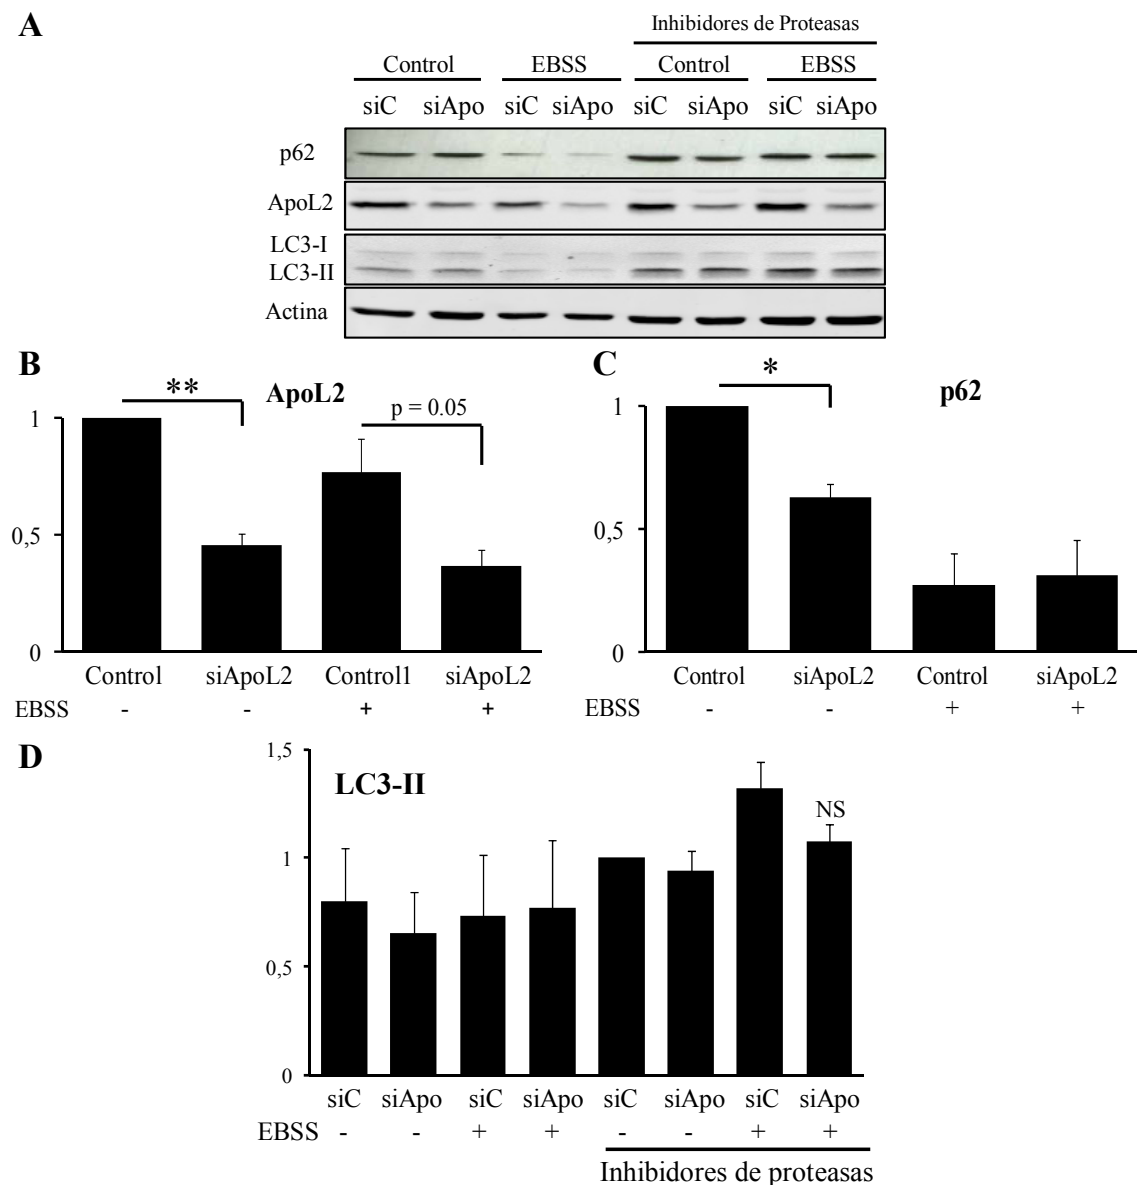 A
Inhibidores de Proteasas
Control EBSS Control EBSS
siC siApo siC siApo siC siApo siC siApo
p62
ApoL2
LC3-I
LC3-II
Actina
B
ApoL2
**
p = 0.05
1
0,5
0
Control siApoL2 Control1 siApoL2
EBSS - - + +
C
p62
*
1
0,5
0
Control siApoL2 Control siApoL2
EBSS - - + +
D
LC3-II
1,5
NS
1
0,5
0
siC siApo siC siApo siC siApo siC siApo
EBSS - - + + - - + +
Inhibidores de proteasas